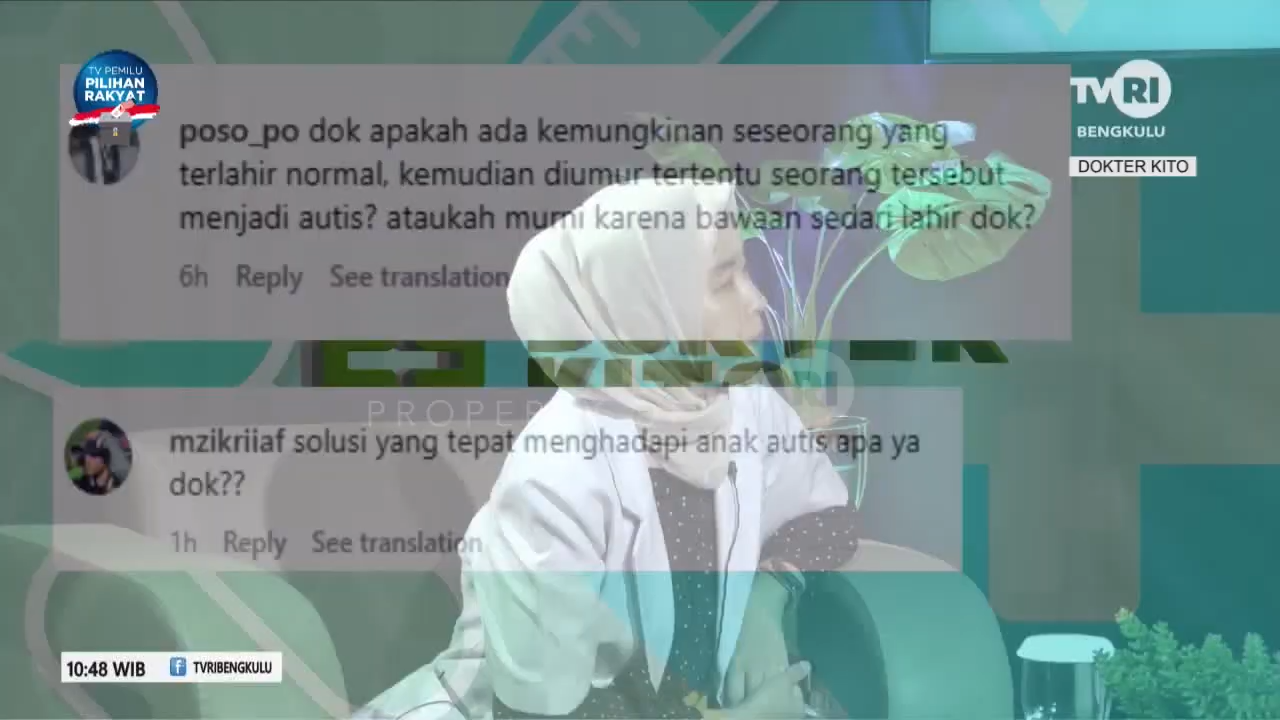 TV PEMILU
PILIHAN
RAKYAT
TVRI
BENGKULU
DOKTER KITO
poso_po dok apakah ada kemungkinan seseorang yang
terlahir normal, kemudian diumur tertentu seorang tersebut
menjadi autis? ataukah murni karena bawaan sedari lahir dok?
6h Reply See translation
mzikriiaf solusi yang tepat menghadapi anak autis apa ya
dok??
1h Reply See translation
10:48 WIB TVRIBENGKULU